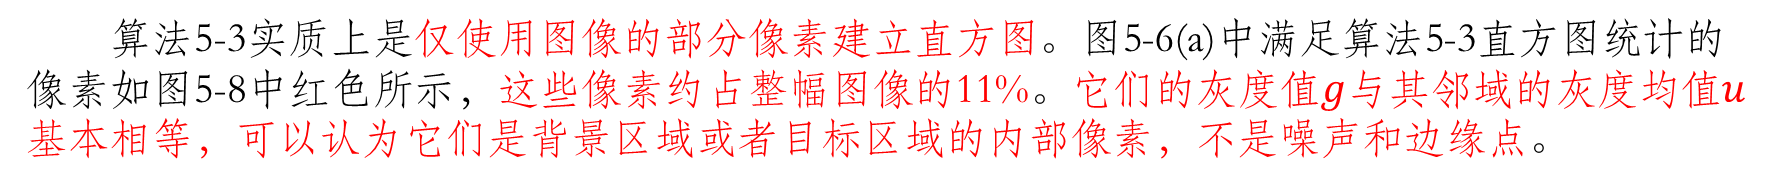 算法5-3实质上是仅使用图像的部分像素建立直方图。图5-6(a)中满足算法5-3直方图统计的
像素如图5-8中红色所示，这些像素约占整幅图像的11%。它们的灰度值g与其邻域的灰度均值u
基本相等，可以认为它们是背景区域或者目标区域的内部像素，不是噪声和边缘点。